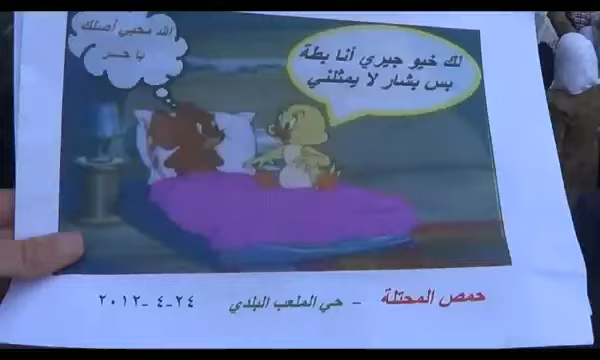 الله محيي أصلك
يا حسر
لك خيو جيري أنا بطة
بس بشار لا يمثلني
حمص المحتلة - حي الملعب البلدي ٢٤-٤-٢٠١٢